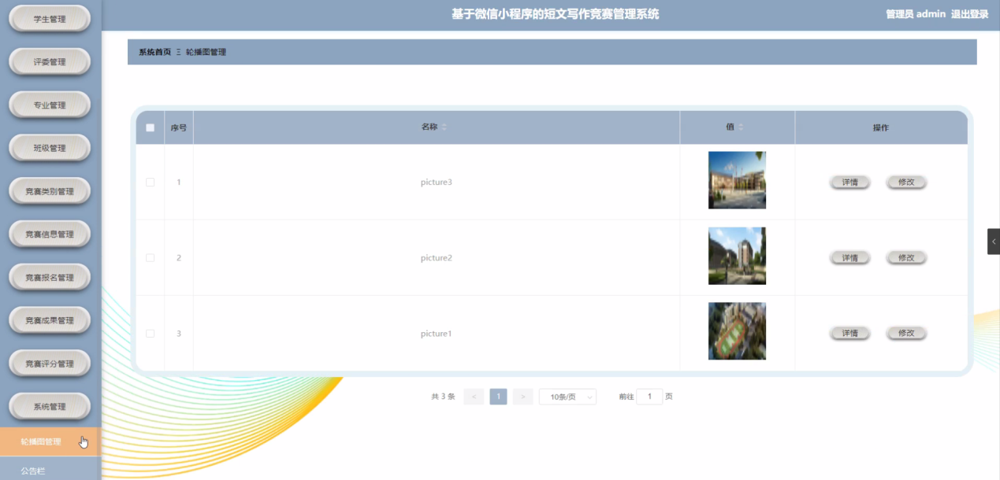 基于微信小程序的短文写作竞赛管理系统
管理员 admin 退出登录
学生管理
评委管理
专业管理
班级管理
竞赛类别管理
竞赛信息管理
竞赛报名管理
竞赛成果管理
竞赛评分管理
系统管理
轮播图管理
公告栏
系统首页 Ξ 轮播图管理
序号 名称 值 操作
1 picture3 详情 修改
2 picture2 详情 修改
3 picture1 详情 修改
共 3 条 < 1 > 10条/页 前往 1 页